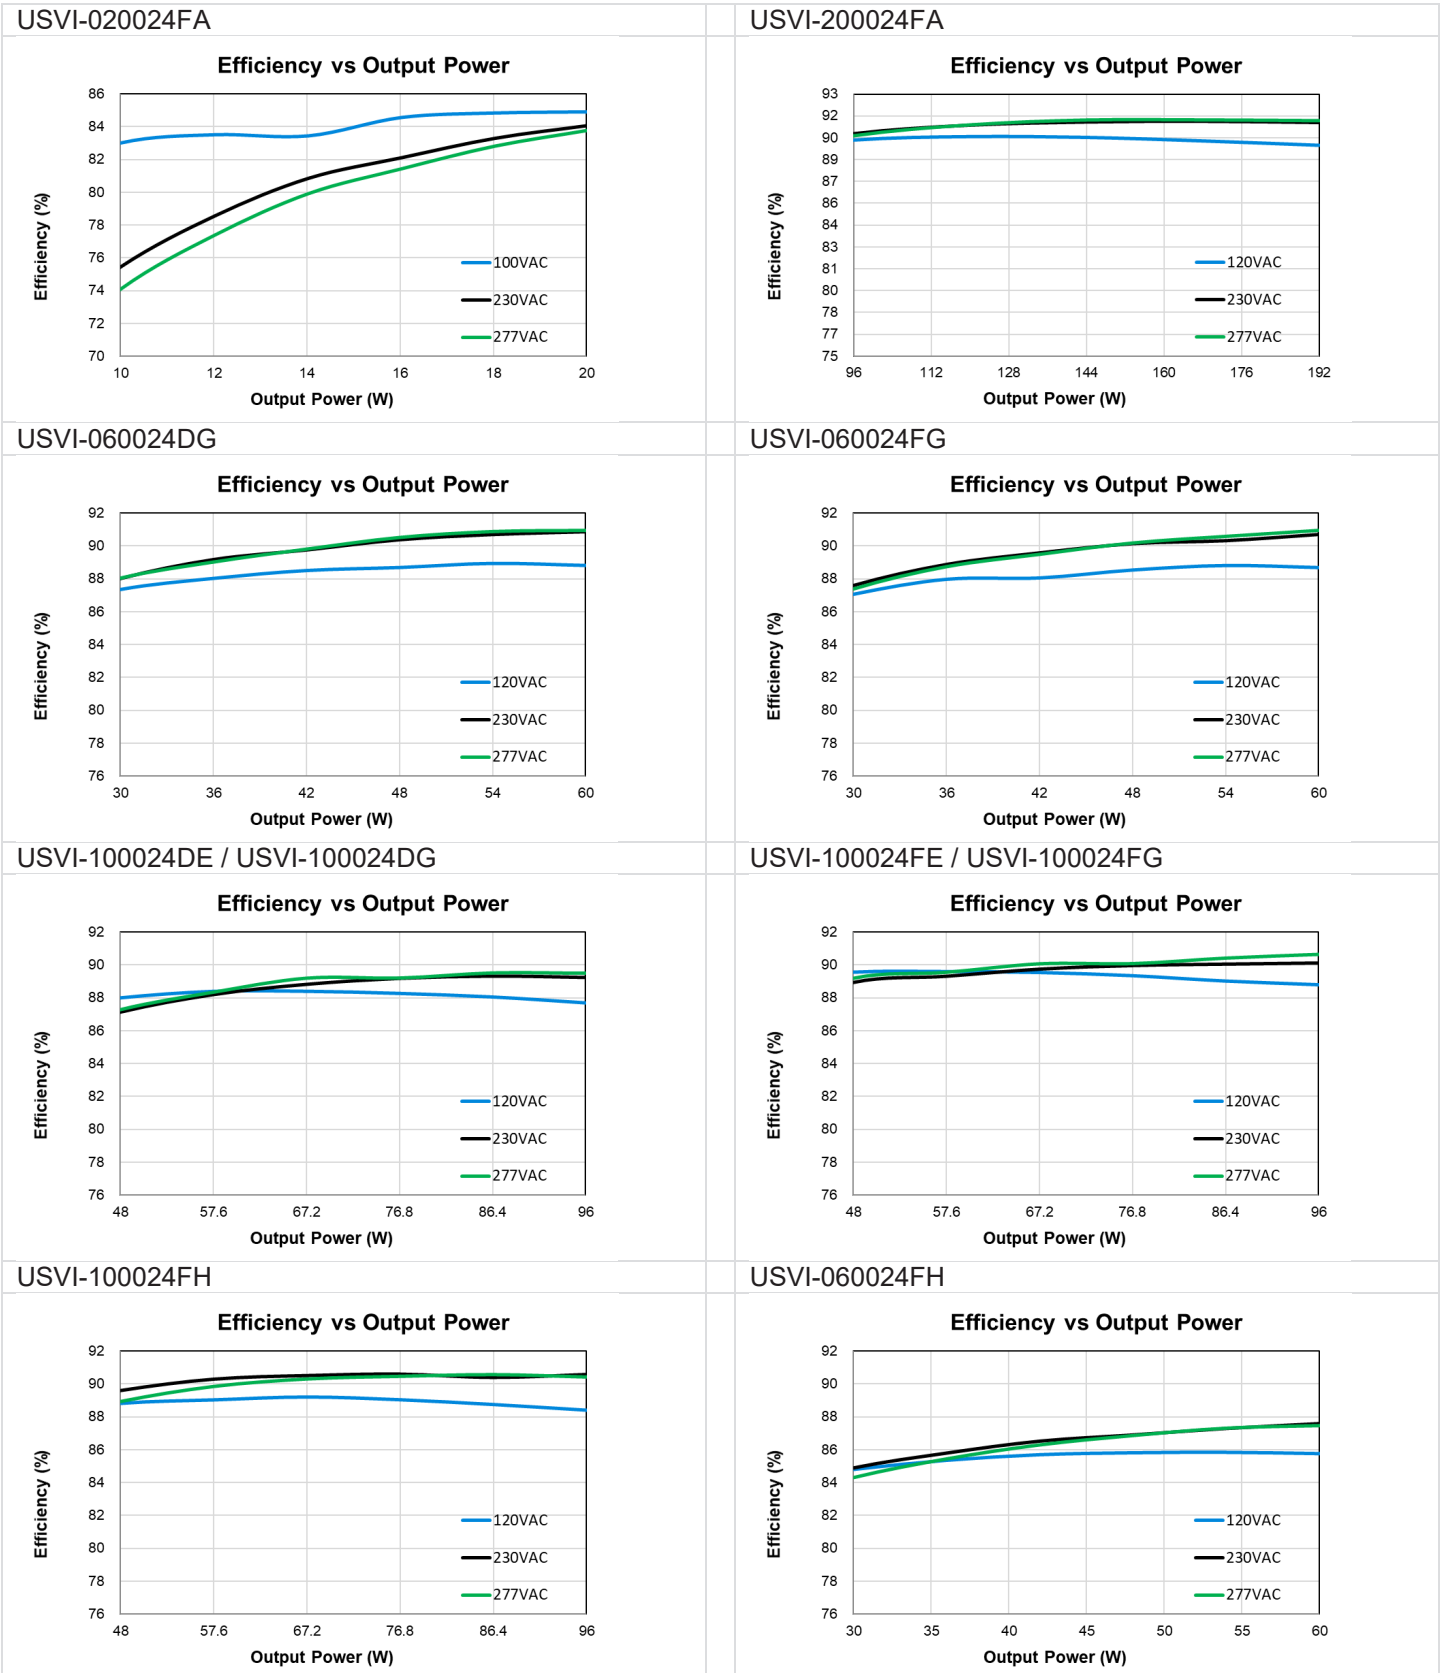 USVI-020024FA
Efficiency vs Output Power
Efficiency (%)
86
84
82
80
78
76
74
72
70
100VAC
230VAC
277VAC
10 12 14 16 18 20
Output Power (W)
USVI-200024FA
Efficiency vs Output Power
Efficiency (%)
93
92
90
89
87
86
84
83
81
80
78
77
75
120VAC
230VAC
277VAC
96 112 128 144 160 176 192
Output Power (W)
USVI-060024DG
Efficiency vs Output Power
Efficiency (%)
92
90
88
86
84
82
80
78
76
120VAC
230VAC
277VAC
30 36 42 48 54 60
Output Power (W)
USVI-060024FG
Efficiency vs Output Power
Efficiency (%)
92
90
88
86
84
82
80
78
76
120VAC
230VAC
277VAC
30 36 42 48 54 60
Output Power (W)
USVI-100024DE / USVI-100024DG
Efficiency vs Output Power
Efficiency (%)
92
90
88
86
84
82
80
78
76
120VAC
230VAC
277VAC
48 57.6 67.2 76.8 86.4 96
Output Power (W)
USVI-100024FE / USVI-100024FG
Efficiency vs Output Power
Efficiency (%)
92
90
88
86
84
82
80
78
76
120VAC
230VAC
277VAC
48 57.6 67.2 76.8 86.4 96
Output Power (W)
USVI-100024FH
Efficiency vs Output Power
Efficiency (%)
92
90
88
86
84
82
80
78
76
120VAC
230VAC
277VAC
48 57.6 67.2 76.8 86.4 96
Output Power (W)
USVI-060024FH
Efficiency vs Output Power
Efficiency (%)
92
90
88
86
84
82
80
78
76
120VAC
230VAC
277VAC
30 35 40 45 50 55 60
Output Power (W)